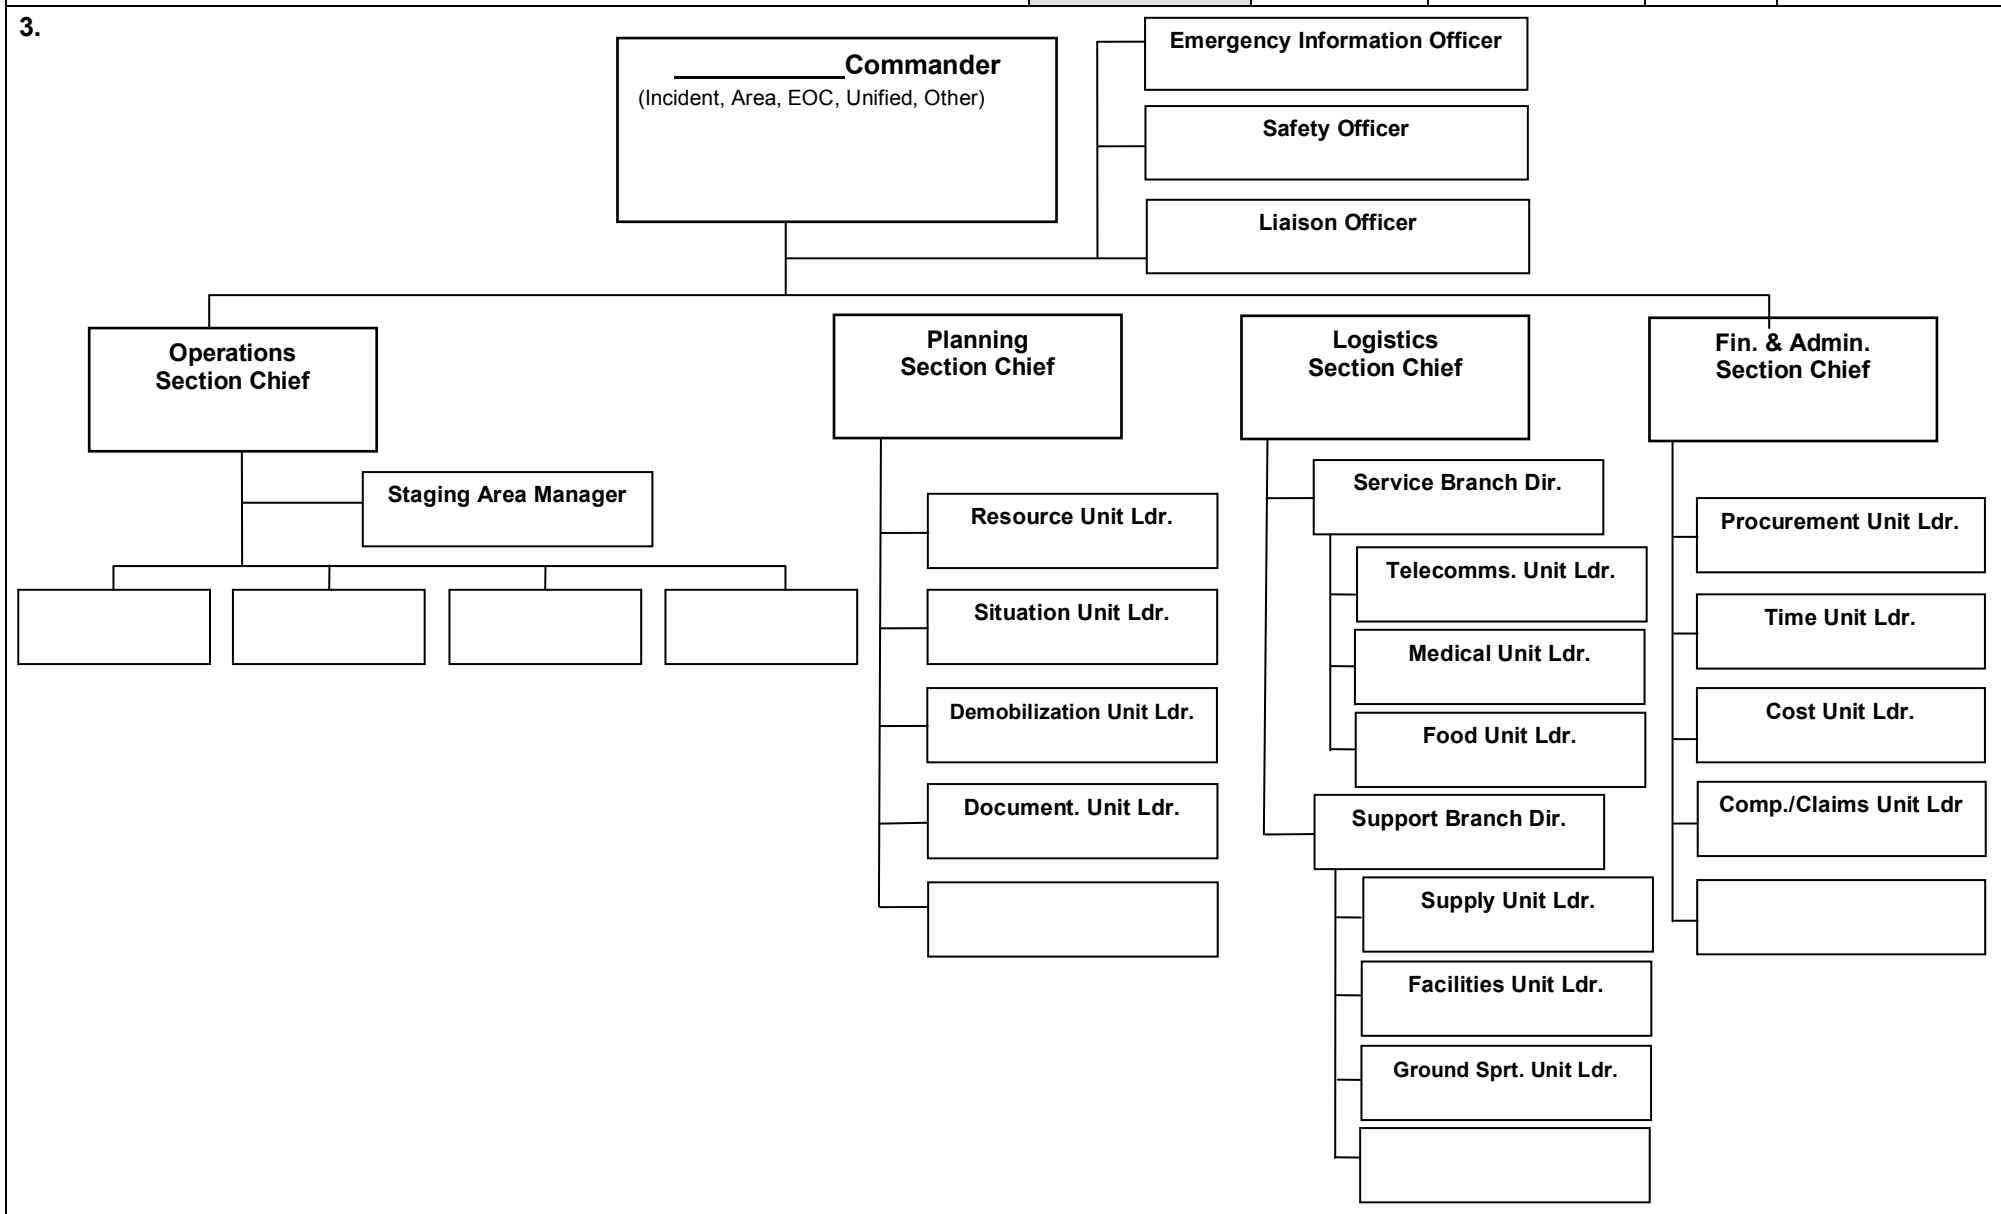 3.
__________Commander
(Incident, Area, EOC, Unified, Other)
Emergency Information Officer
Safety Officer
Liaison Officer
Operations
Section Chief
Staging Area Manager
Planning
Section Chief
Resource Unit Ldr.
Situation Unit Ldr.
Demobilization Unit Ldr.
Document. Unit Ldr.
Logistics
Section Chief
Service Branch Dir.
Telecomms. Unit Ldr.
Medical Unit Ldr.
Food Unit Ldr.
Support Branch Dir.
Supply Unit Ldr.
Facilities Unit Ldr.
Ground Sprt. Unit Ldr.
Fin. & Admin.
Section Chief
Procurement Unit Ldr.
Time Unit Ldr.
Cost Unit Ldr.
Comp./Claims Unit Ldr